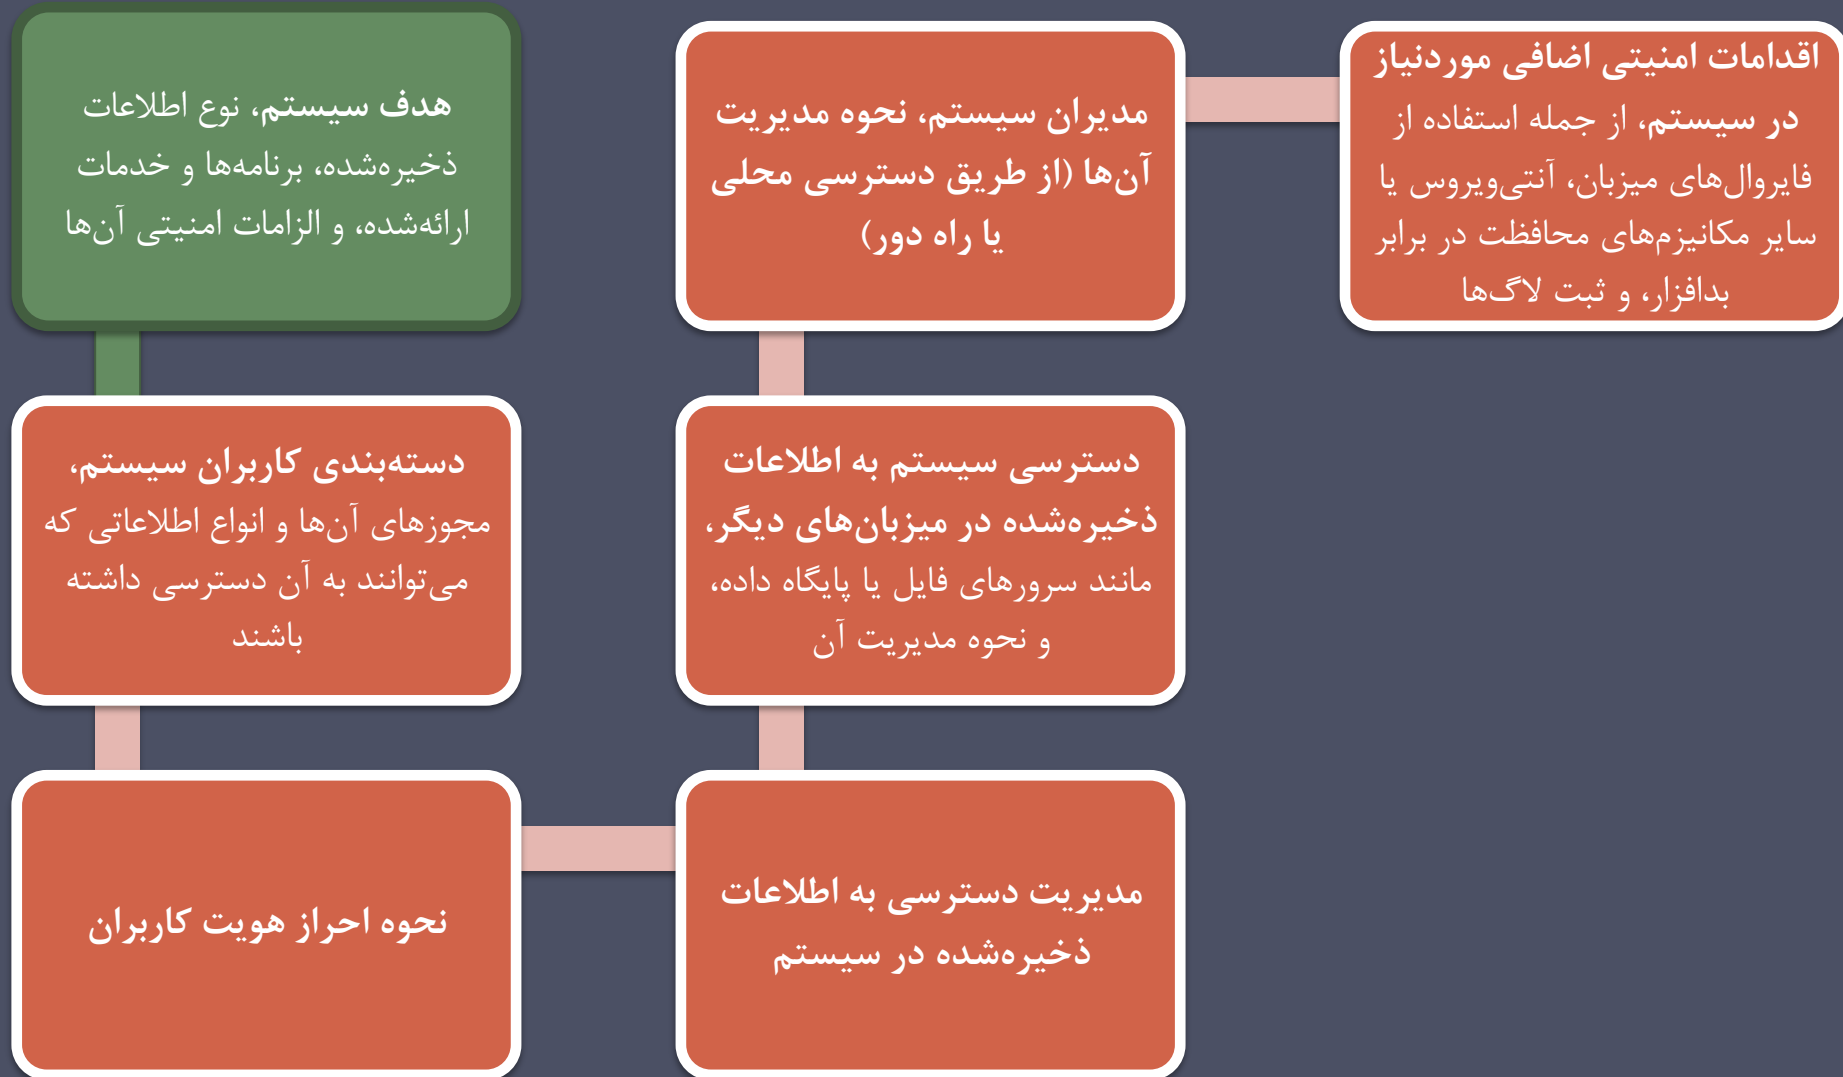 هدف سیستم، نوع اطلاعات
ذخیره‌شده، برنامه‌ها و خدمات
ارائه‌شده، و الزامات امنیتی آن‌ها
دسته‌بندی کاربران سیستم،
مجوزهای آن‌ها و انواع اطلاعاتی که
می‌توانند به آن دسترسی داشته
باشند
نحوه احراز هویت کاربران
مدیریت دسترسی به اطلاعات
ذخیره‌شده در سیستم
دسترسی سیستم به اطلاعات
ذخیره‌شده در میزبان‌های دیگر،
مانند سرورهای فایل یا پایگاه داده،
و نحوه مدیریت آن
مدیران سیستم، نحوه مدیریت
آن‌ها (از طریق دسترسی محلی
یا راه دور)
اقدامات امنیتی اضافی موردنیاز
در سیستم، از جمله استفاده از
فایروال‌های میزبان، آنتی‌ویروس یا
سایر مکانیزم‌های محافظت در برابر
بدافزار، و ثبت لاگ‌ها